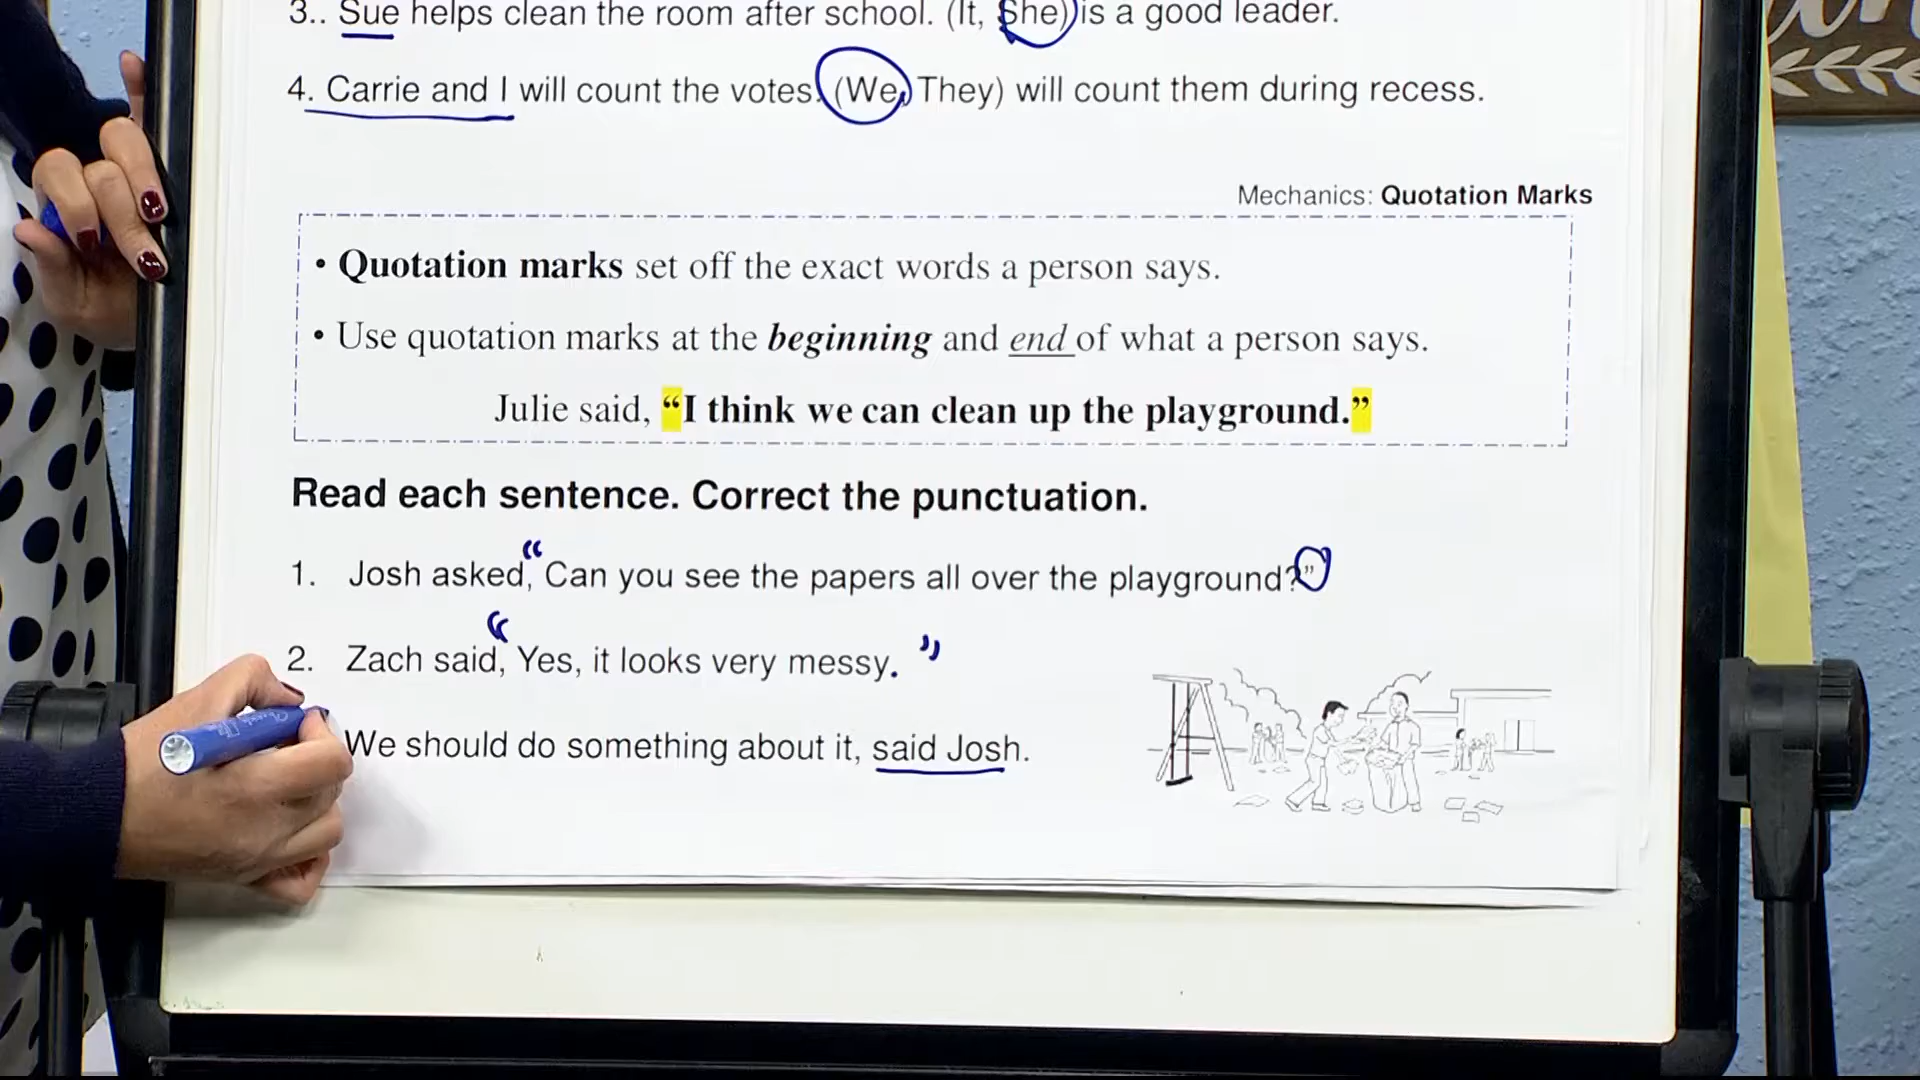 3.. Sue helps clean the room after school. (It, She) is a good leader.
4. Carrie and I will count the votes. (We, They) will count them during recess.
Mechanics: Quotation Marks
• Quotation marks set off the exact words a person says.
• Use quotation marks at the beginning and end of what a person says.
Julie said, “I think we can clean up the playground.”
Read each sentence. Correct the punctuation.
1. Josh asked, “Can you see the papers all over the playground?”
2. Zach said, “Yes, it looks very messy. ”
We should do something about it, said Josh.